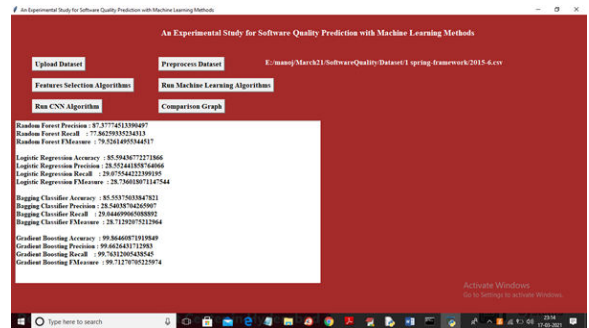 An Experimental Study for Software Quality Prediction with Machine Learning Methods
An Experimental Study for Software Quality Prediction with Machine Learning Methods
Upload Dataset
Preprocess Dataset
E:/manoj/March21/SoftwareQuality/Dataset/1 spring-framework/2015-6.csv
Features Selection Algorithms
Run Machine Learning Algorithms
Run CNN Algorithm
Comparison Graph
Random Forest Precision : 87.37774513390497
Random Forest Recall : 77.86259335234313
Random Forest FMeasure : 79.52614955344517
Logistic Regression Accuracy : 85.59436772271866
Logistic Regression Precision : 28.552441858764066
Logistic Regression Recall : 29.075544222399195
Logistic Regression FMeasure : 28.736018071147544
Bagging Classifier Accuracy : 85.55375033847821
Bagging Classifier Precision : 28.54038704265907
Bagging Classifier Recall : 29.044699065088892
Bagging Classifier FMeasure : 28.71292075212964
Gradient Boosting Accuracy : 99.86460871919849
Gradient Boosting Precision : 99.6626431712983
Gradient Boosting Recall : 99.76312005438545
Gradient Boosting FMeasure : 99.71270705225974
Activate Windows
Go to Settings to activate Windows.
Type here to search
23:14
17-03-2021